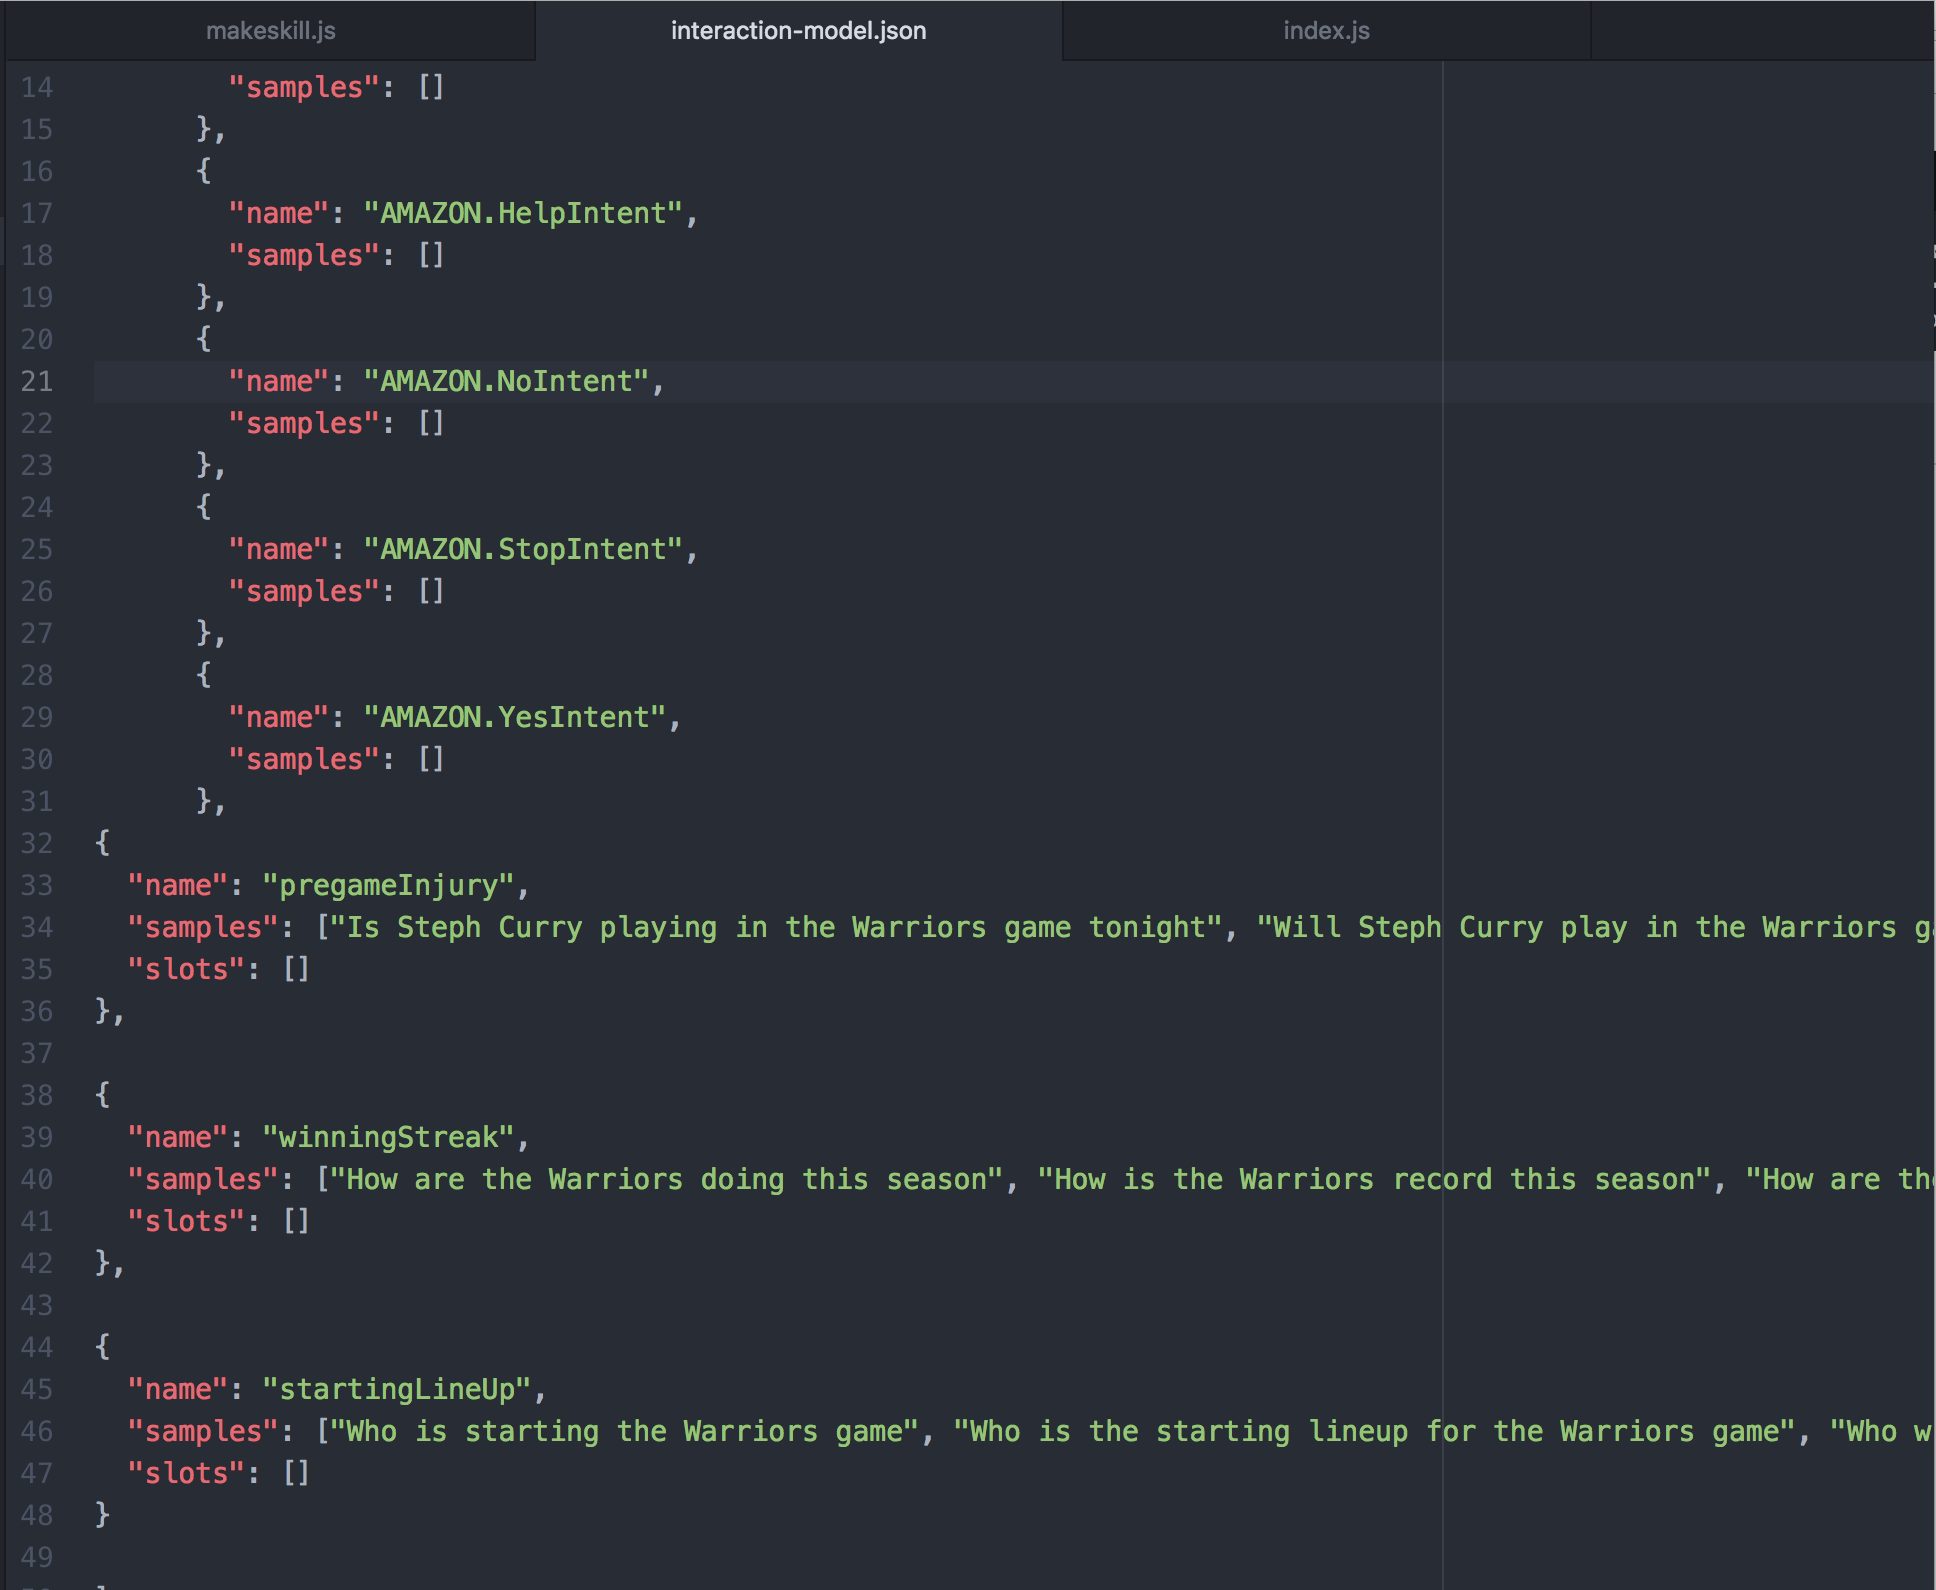 makeskill.js interaction-model.json index.js
14 "samples": []
15 },
16 {
17 "name": "AMAZON.HelpIntent",
18 "samples": []
19 },
20 {
21 "name": "AMAZON.NoIntent",
22 "samples": []
23 },
24 {
25 "name": "AMAZON.StopIntent",
26 "samples": []
27 },
28 {
29 "name": "AMAZON.YesIntent",
30 "samples": []
31 },
32 {
33 "name": "pregameInjury",
34 "samples": ["Is Steph Curry playing in the Warriors game tonight", "Will Steph Curry play in the Warriors
35 "slots": []
36 },
37
38 {
39 "name": "winningStreak",
40 "samples": ["How are the Warriors doing this season", "How is the Warriors record this season", "How are
41 "slots": []
42 },
43
44 {
45 "name": "startingLineUp",
46 "samples": ["Who is starting the Warriors game", "Who is the starting lineup for the Warriors game", "Who
47 "slots": []
48 }
49